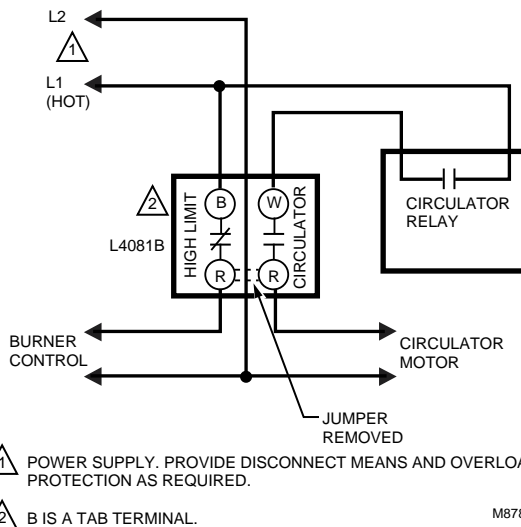 L2
1
L1
(HOT)
CIRCULATOR
RELAY
2
HIGH LIMIT
B
W
CIRCULATOR
L4081B
R
R
BURNER
CONTROL
CIRCULATOR
MOTOR
JUMPER
REMOVED
1 POWER SUPPLY. PROVIDE DISCONNECT MEANS AND OVERLOA
PROTECTION AS REQUIRED.
2 B IS A TAB TERMINAL.
M878